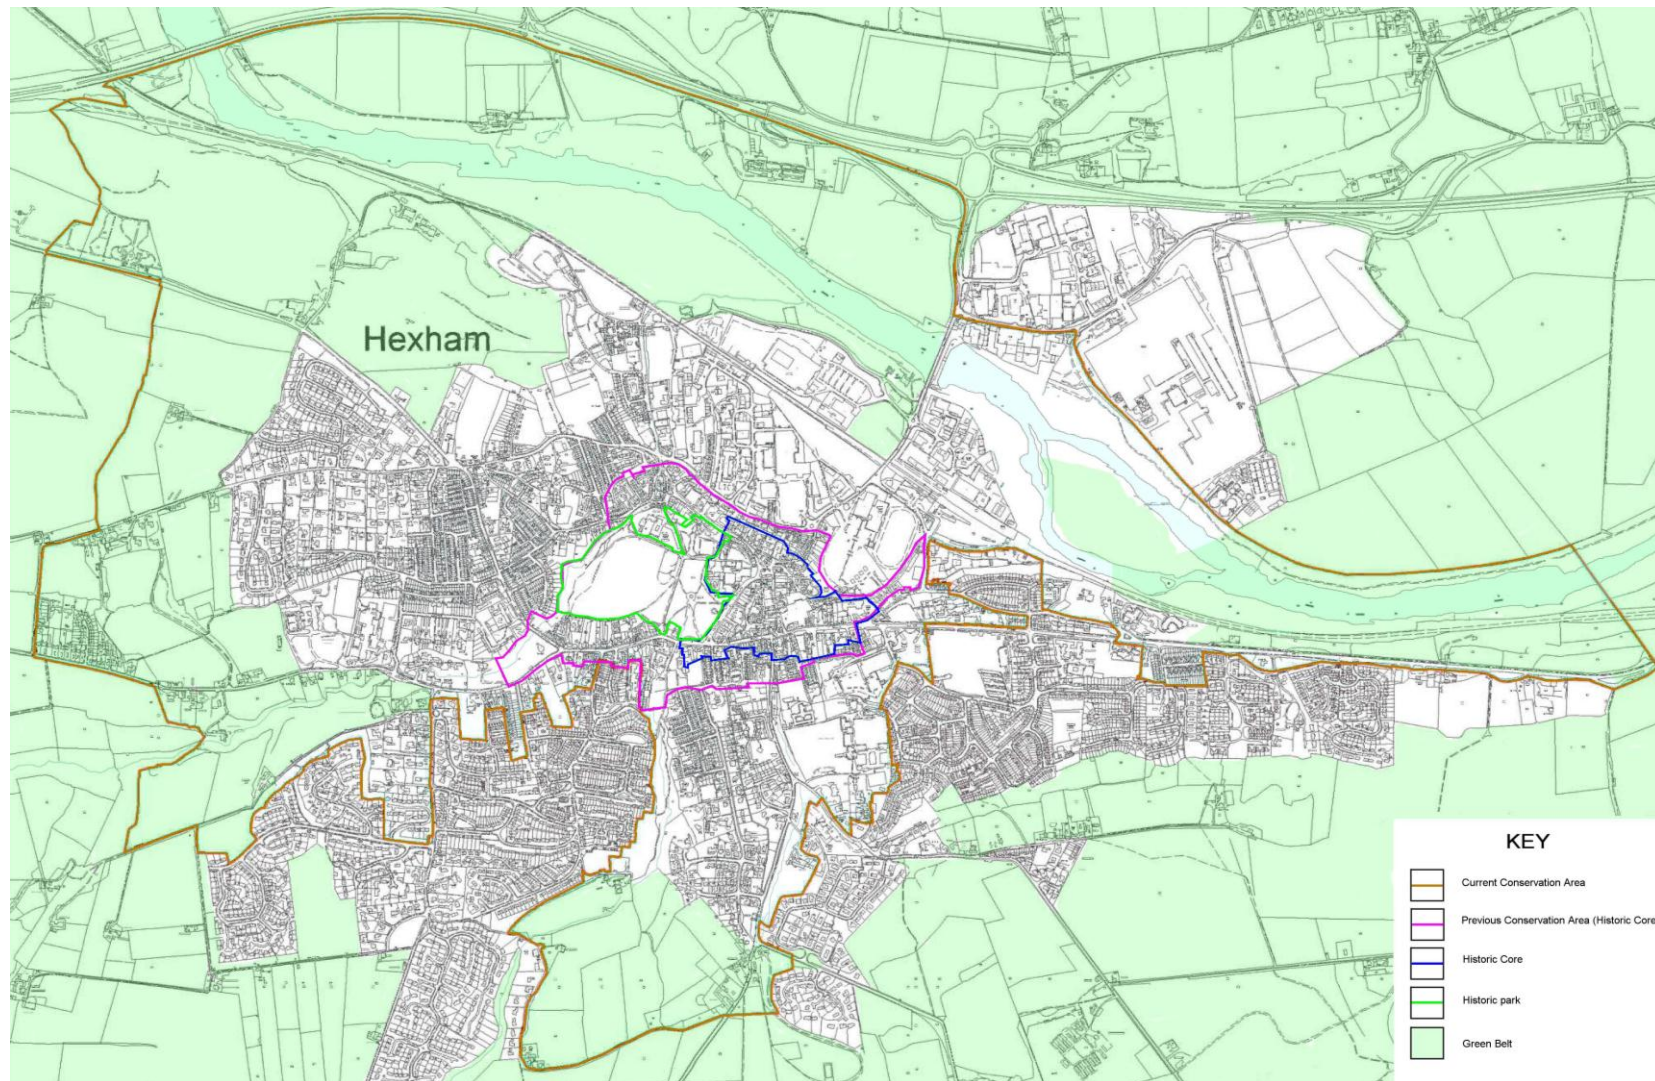 Hexham
KEY
Current Conservation Area
Previous Conservation Area (Historic Core
Historic Core
Historic park
Green Belt